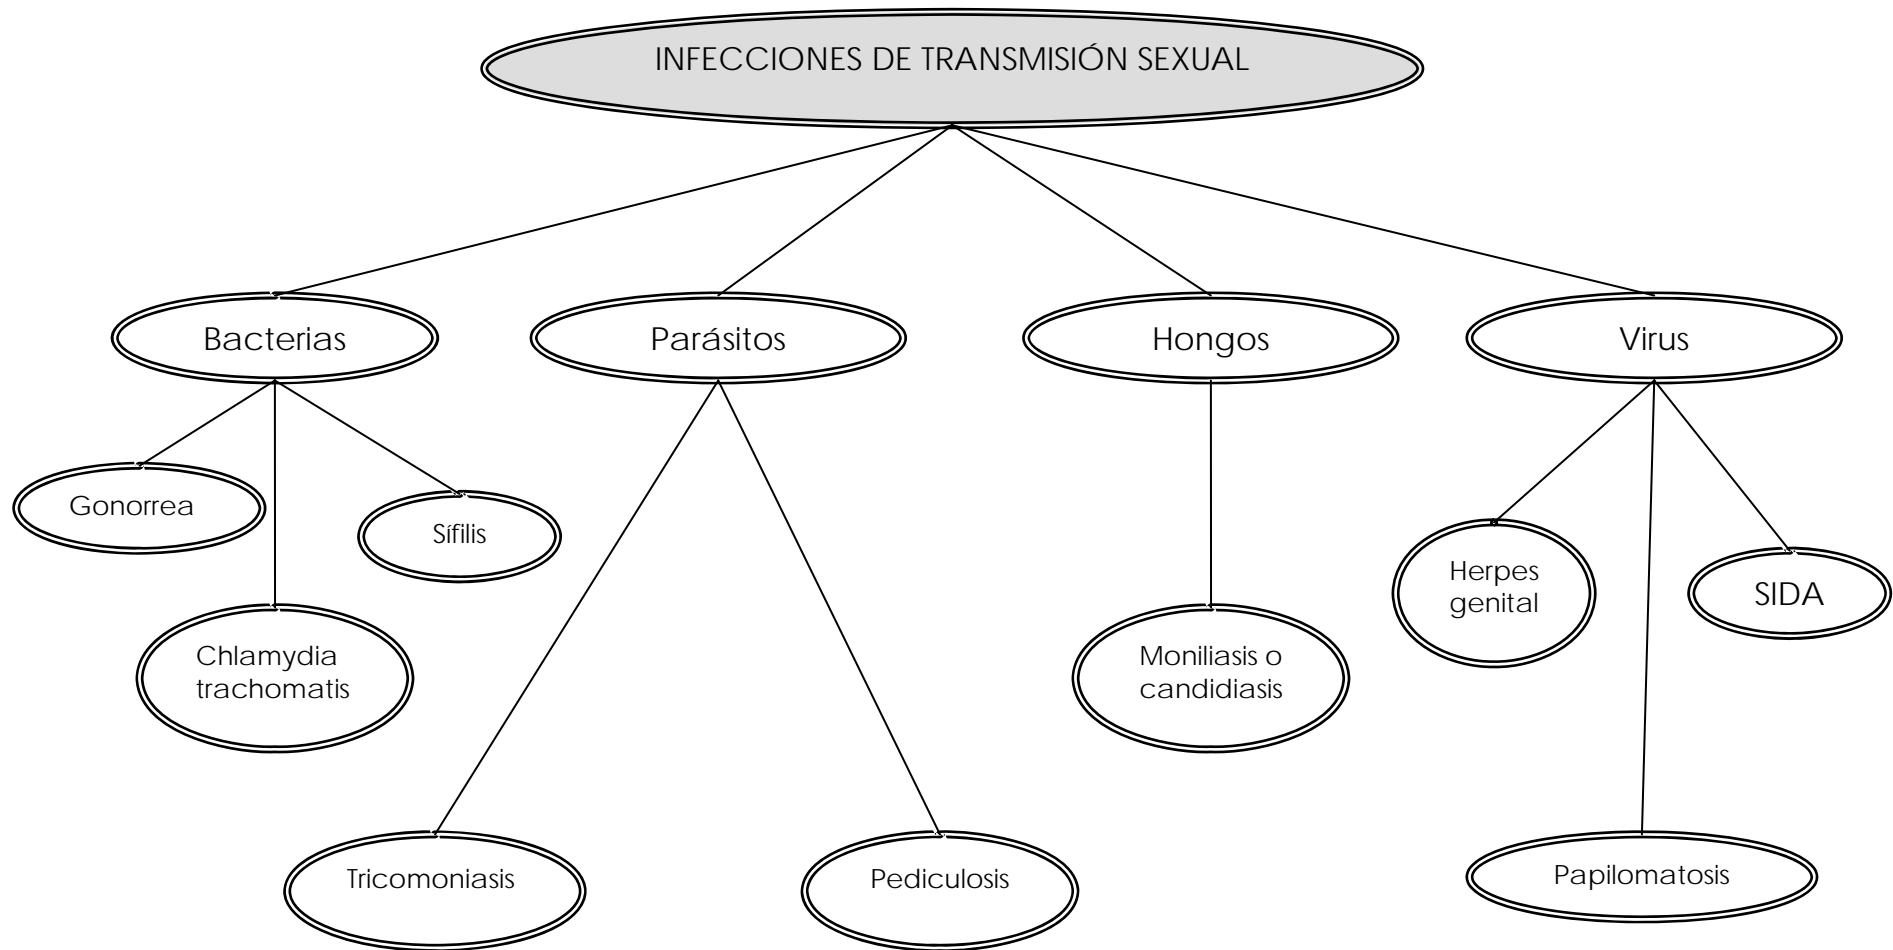 INFECCIONES DE TRANSMISIÓN SEXUAL
Bacterias
Parásitos
Hongos
Virus
Gonorrea
Sífilis
Chlamydia
trachomatis
Herpes
genital
SIDA
Moniliasis o
candidiasis
Tricomoniasis
Pediculosis
Papilomatosis